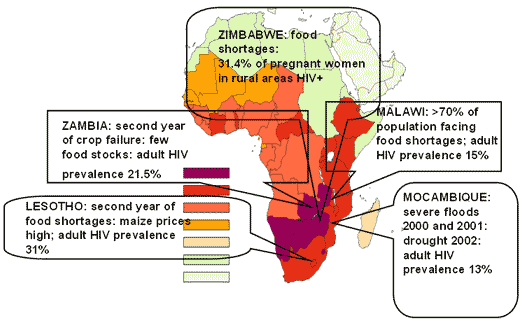 ZIMBABWE: food
shortages:
31.4% of pregnant women
in rural areas HIV+
ZAMBIA: second year
of crop failure: few
food stocks: adult HIV
prevalence 21.5%
MALAWI: >70% of
population facing
food shortages; adult
HIV prevalence 15%
LESOTHO: second year of
food shortages: maize prices
high; adult HIV prevalence
31%
MOCAMBIQUE:
severe floods
2000 and 2001:
drought 2002:
adult HIV
prevalence 13%